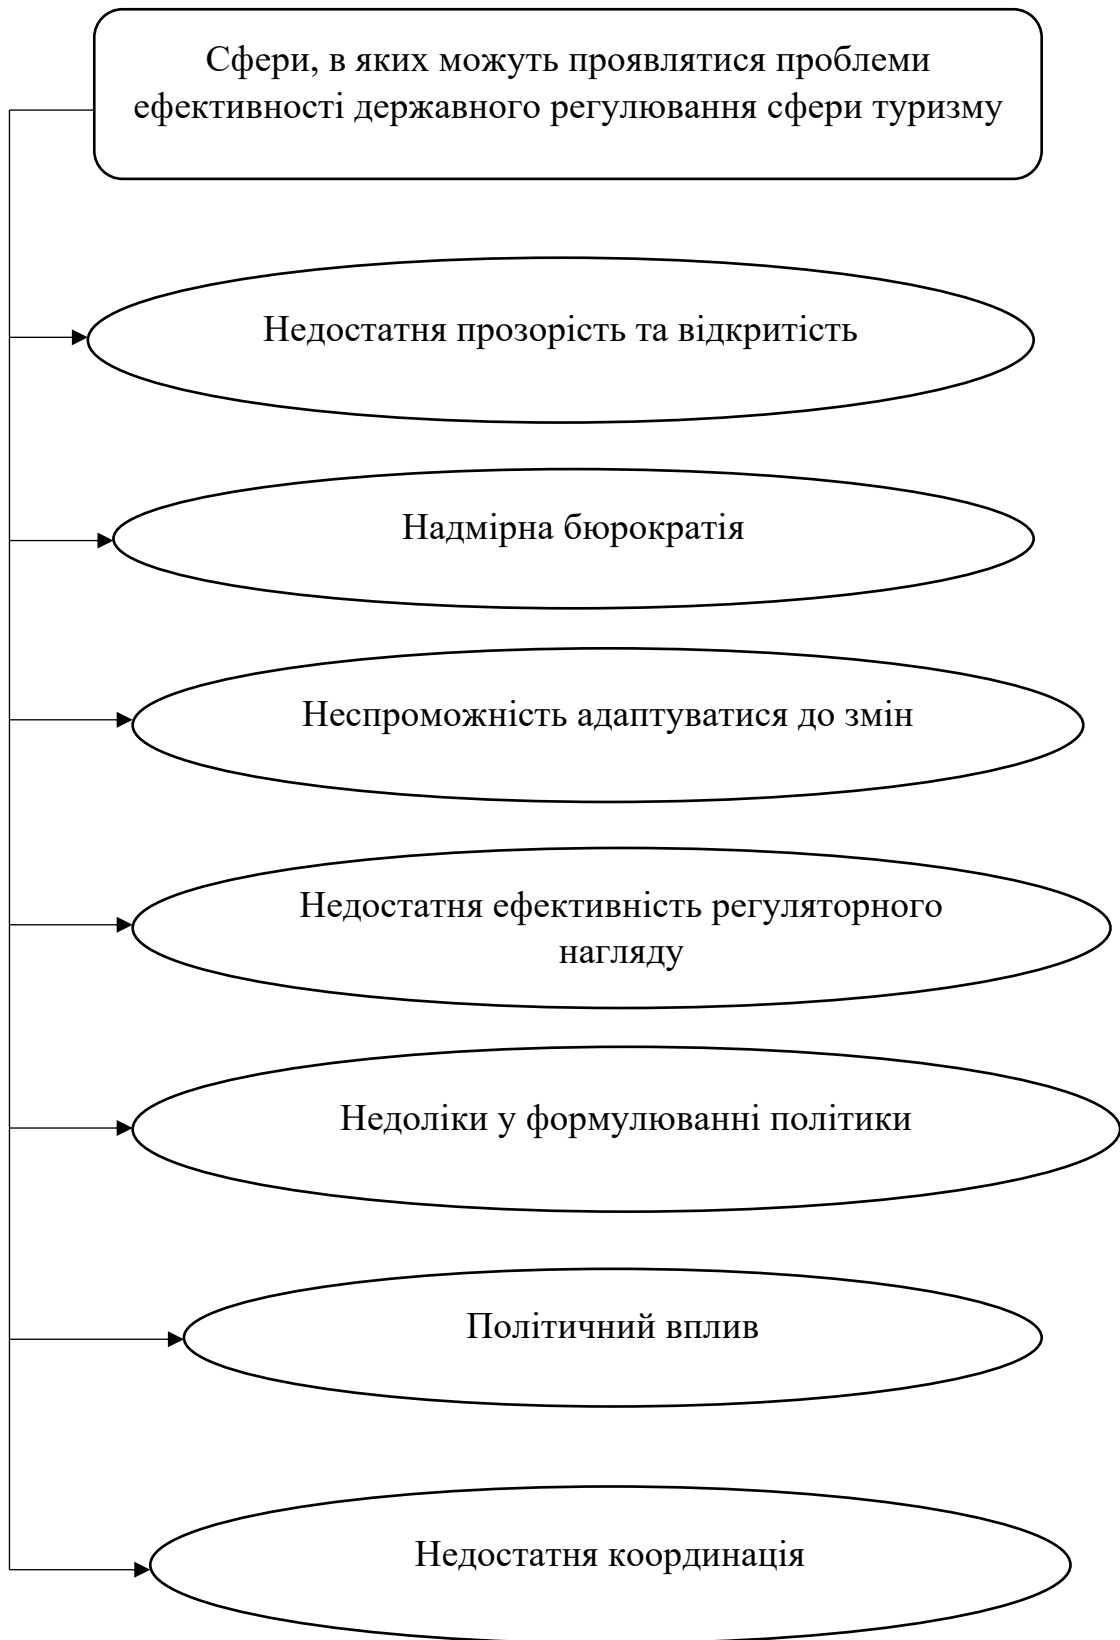 Сфери, в яких можуть проявлятися проблеми
ефективності державного регулювання сфери туризму
Недостатня прозорість та відкритість
Надмірна бюрократія
Неспроможність адаптуватися до змін
Недостатня ефективність регуляторного
нагляду
Недоліки у формулюванні політики
Політичний вплив
Недостатня координація